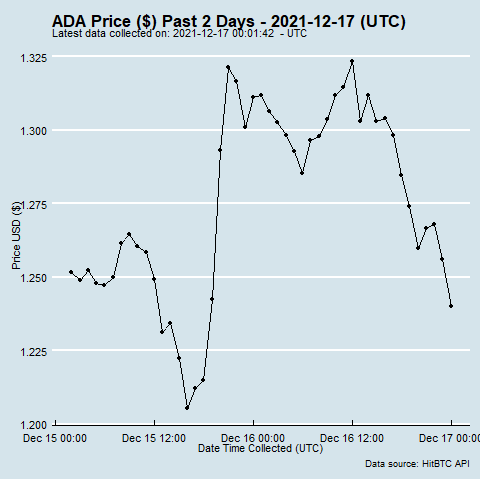 ADA Price ($) Past 2 Days - 2021-12-17 (UTC)
Latest data collected on: 2021-12-17 00:01:42 - UTC
1.325
1.300
1.275
1.250
1.225
1.200
Price USD ($)
Dec 15 00:00 Dec 15 12:00 Dec 16 00:00 Dec 16 12:00 Dec 17 00:00
Date Time Collected (UTC)
Data source: HitBTC API